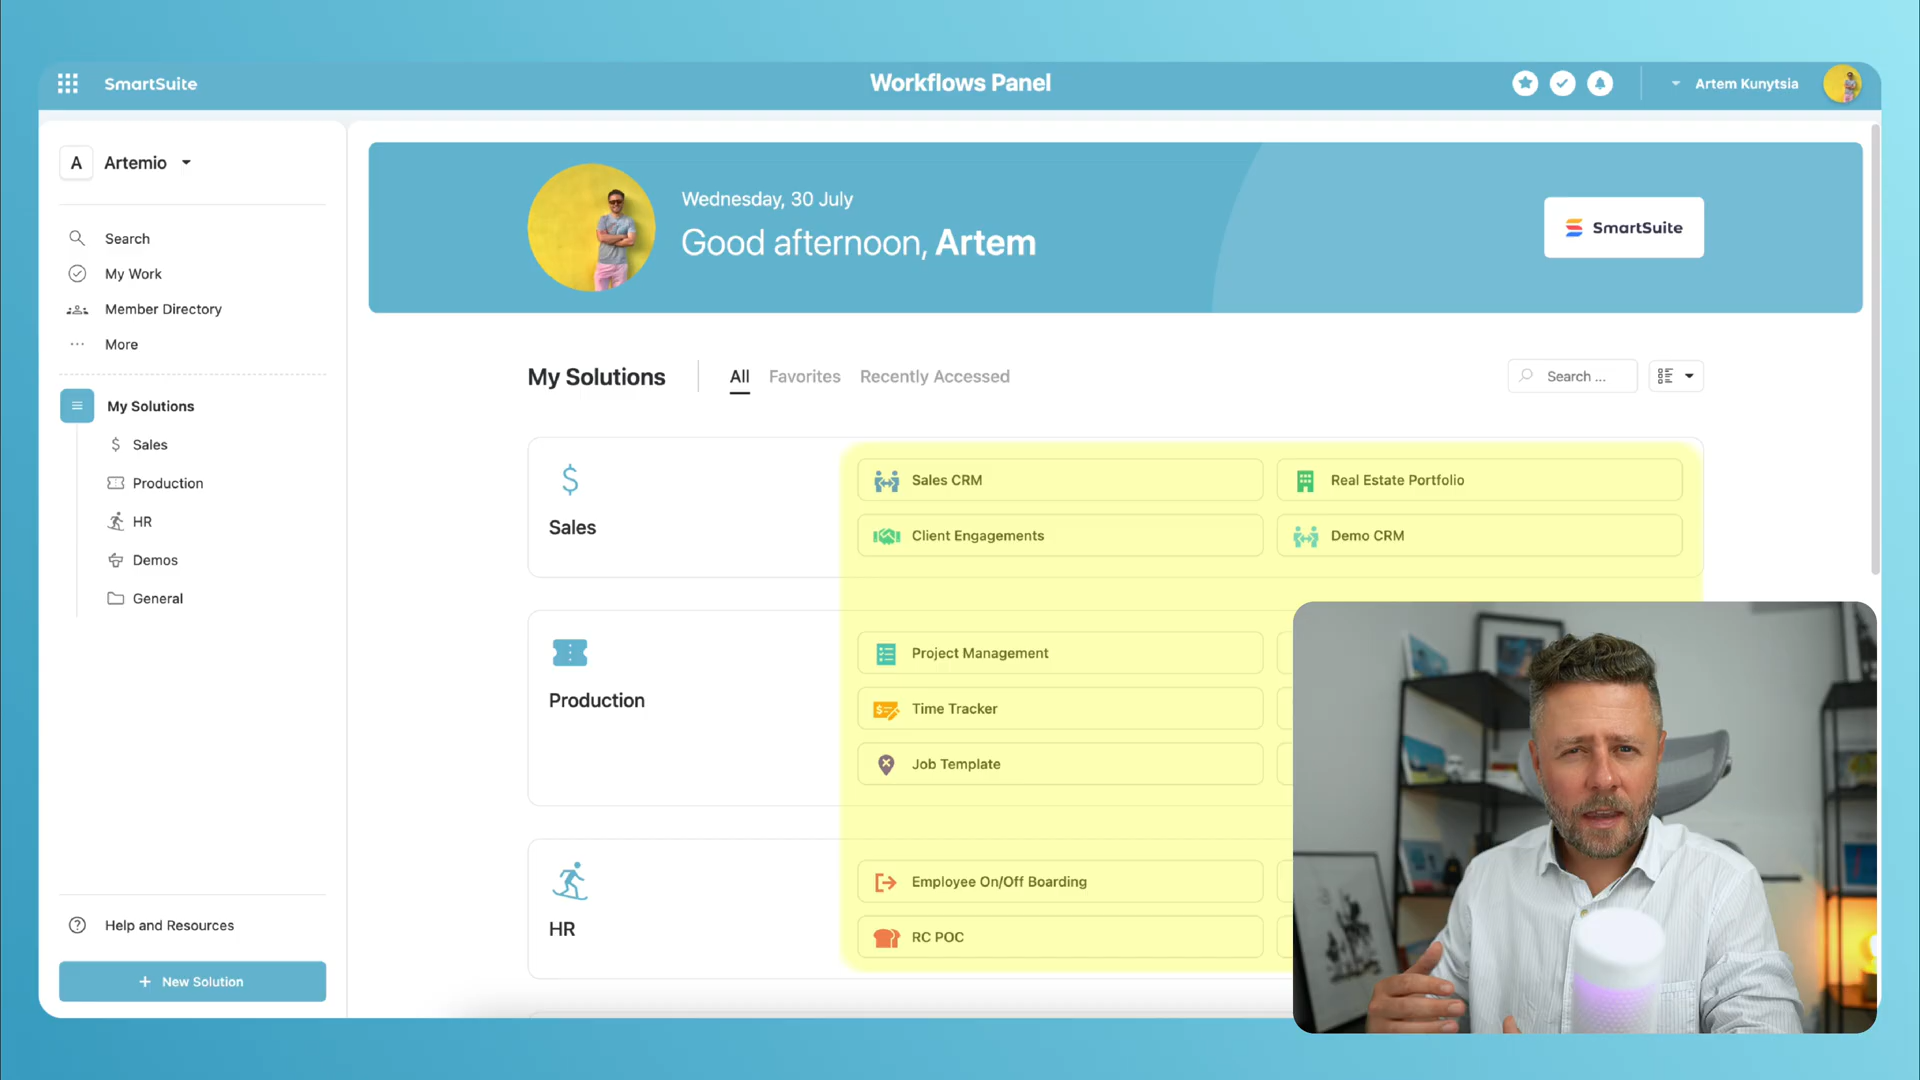 SmartSuite
Workflows Panel
Artem Kunytsia
A
Artemio
Search
My Work
Member Directory
More
My Solutions
Sales
Production
HR
Demos
General
Help and Resources
+ New Solution
Wednesday, 30 July
Good afternoon, Artem
SmartSuite
My Solutions
All
Favorites
Recently Accessed
Search ...
Sales
Sales CRM
Real Estate Portfolio
Client Engagements
Demo CRM
Production
Project Management
Time Tracker
Job Template
HR
Employee On/Off Boarding
RC POC